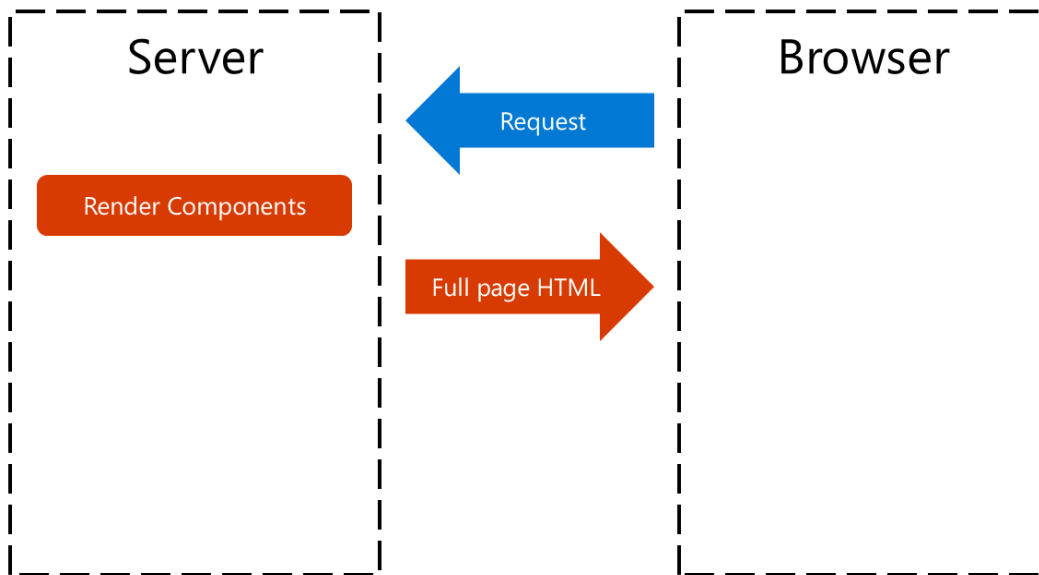 Server
Browser
Request
Render Components
Full page HTML